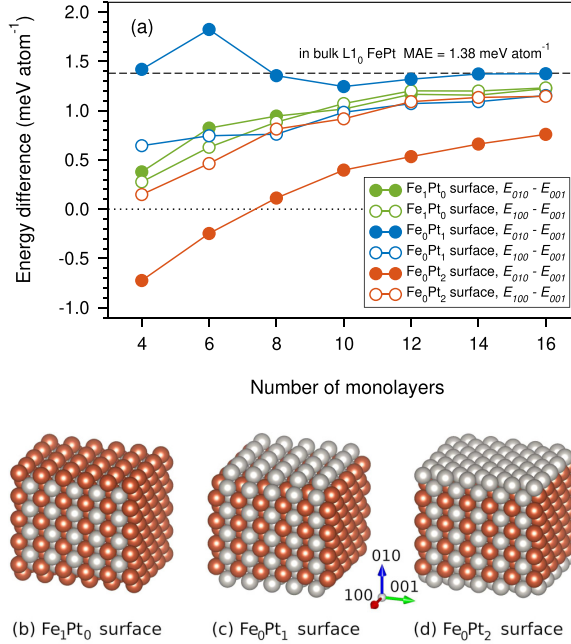 (a)
in bulk L1₀ FePt MAE = 1.38 meV atom⁻¹
Energy difference (meV atom⁻¹)
2.0
1.5
1.0
0.5
0.0
-0.5
-1.0
Fe₁Pt₀ surface, E₀₁₀ - E₀₀₁
Fe₁Pt₀ surface, E₁₀₀ - E₀₀₁
Fe₀Pt₁ surface, E₀₁₀ - E₀₀₁
Fe₀Pt₁ surface, E₁₀₀ - E₀₀₁
Fe₀Pt₂ surface, E₀₁₀ - E₀₀₁
Fe₀Pt₂ surface, E₁₀₀ - E₀₀₁
4 6 8 10 12 14 16
Number of monolayers
010
100 001
(b) Fe₁Pt₀ surface (c) Fe₀Pt₁ surface (d) Fe₀Pt₂ surface